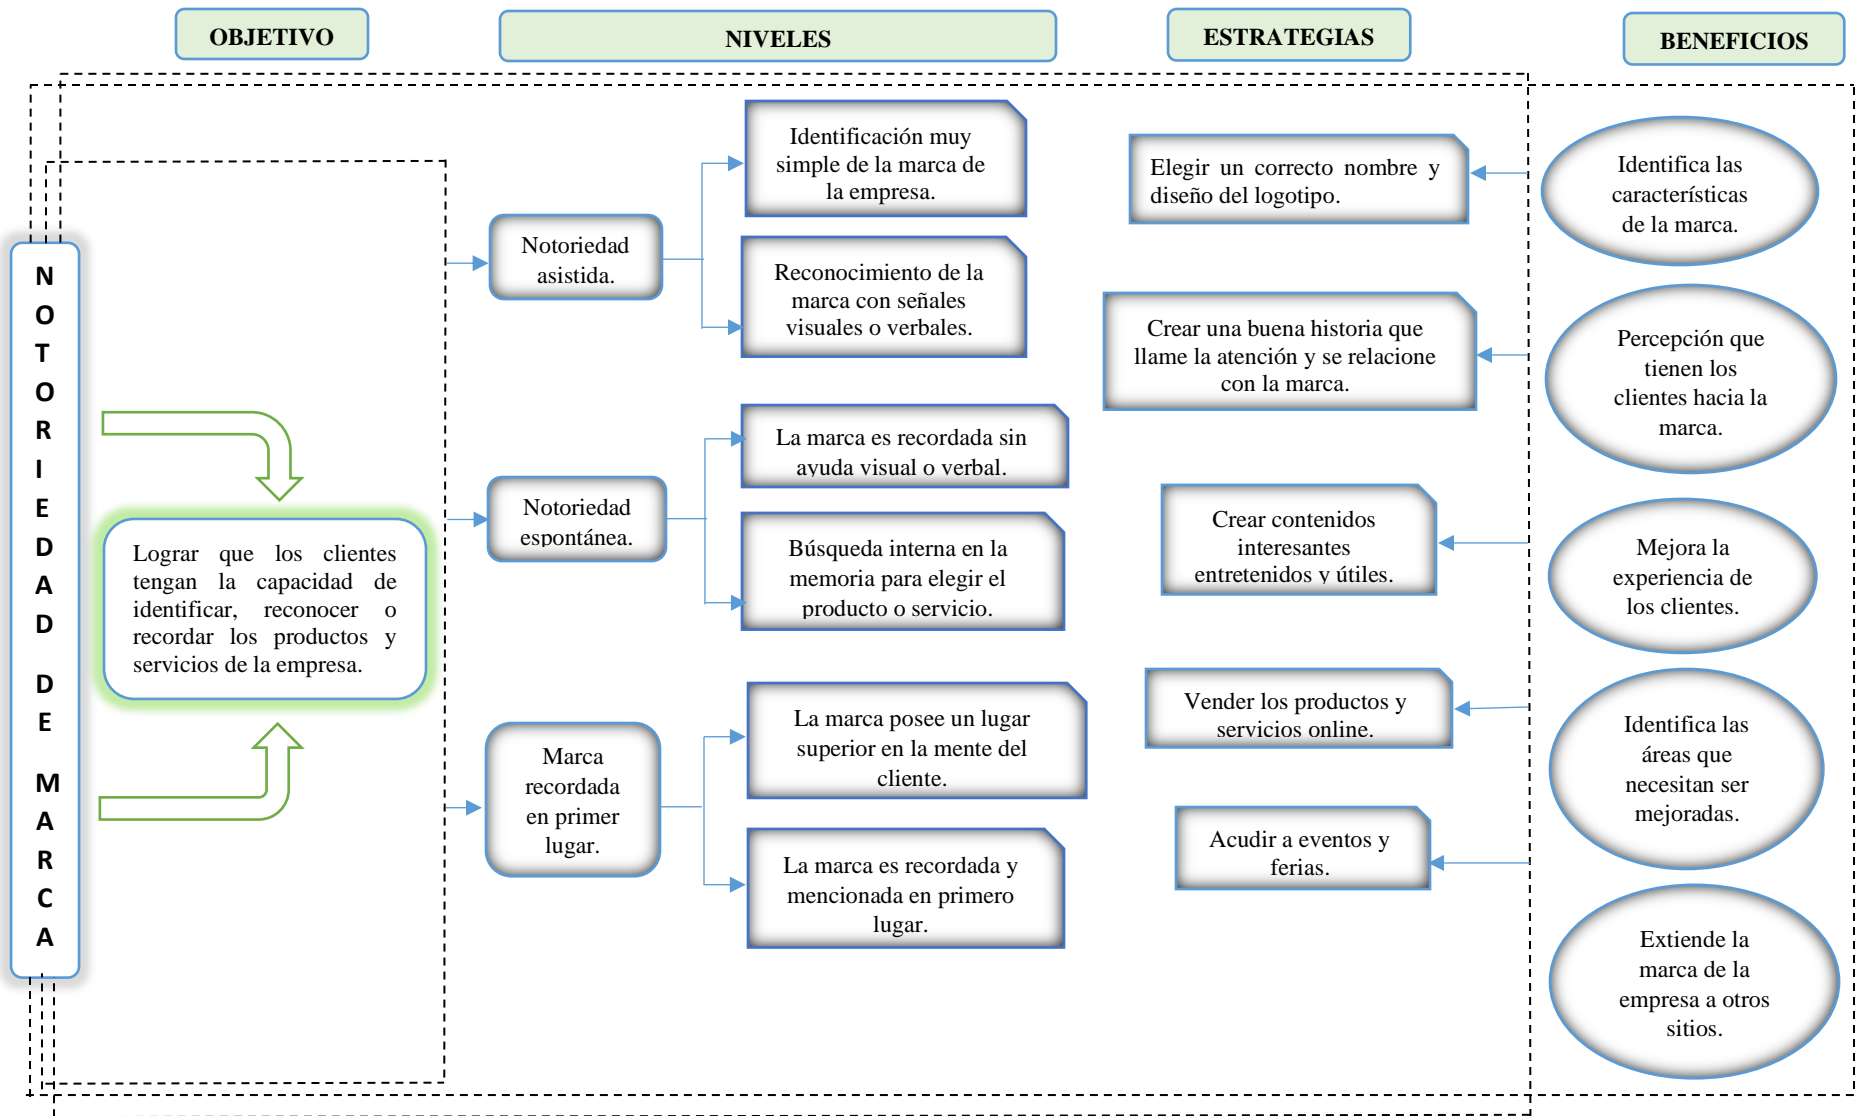 OBJETIVO
NIVELES
ESTRATEGIAS
BENEFICIOS
NOTORIEDAD DE MARCA
Lograr que los clientes
tengan la capacidad de
identificar, reconocer o
recordar los productos y
servicios de la empresa.
Notoriedad
asistida.
Identificación muy
simple de la marca de
la empresa.
Reconocimiento de la
marca con señales
visuales o verbales.
Notoriedad
espontánea.
La marca es recordada sin
ayuda visual o verbal.
Búsqueda interna en la
memoria para elegir el
producto o servicio.
Marca
recordada
en primer
lugar.
La marca posee un lugar
superior en la mente del
cliente.
La marca es recordada y
mencionada en primero
lugar.
Elegir un correcto nombre y
diseño del logotipo.
Crear una buena historia que
llame la atención y se relacione
con la marca.
Crear contenidos
interesantes
entretenidos y útiles.
Vender los productos y
servicios online.
Acudir a eventos y
ferias.
Identifica las
características
de la marca.
Percepción que
tienen los
clientes hacia la
marca.
Mejora la
experiencia de
los clientes.
Identifica las
áreas que
necesitan ser
mejoradas.
Extiende la
marca de la
empresa a otros
sitios.